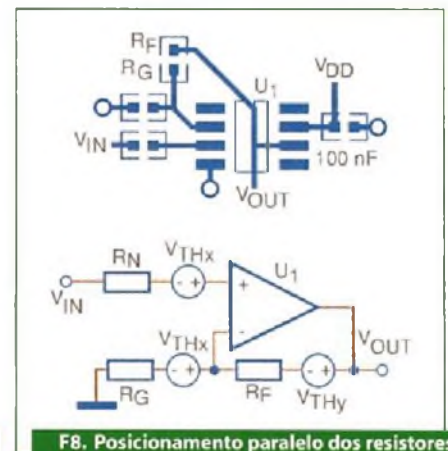 RF
RG
U1
VDD
VIN
100 nF
VOUT
RN
VTHx
U1
VIN
+
-
VTHx
VOUT
RG
RF
VTHy
F8. Posicionamento paralelo dos resistores